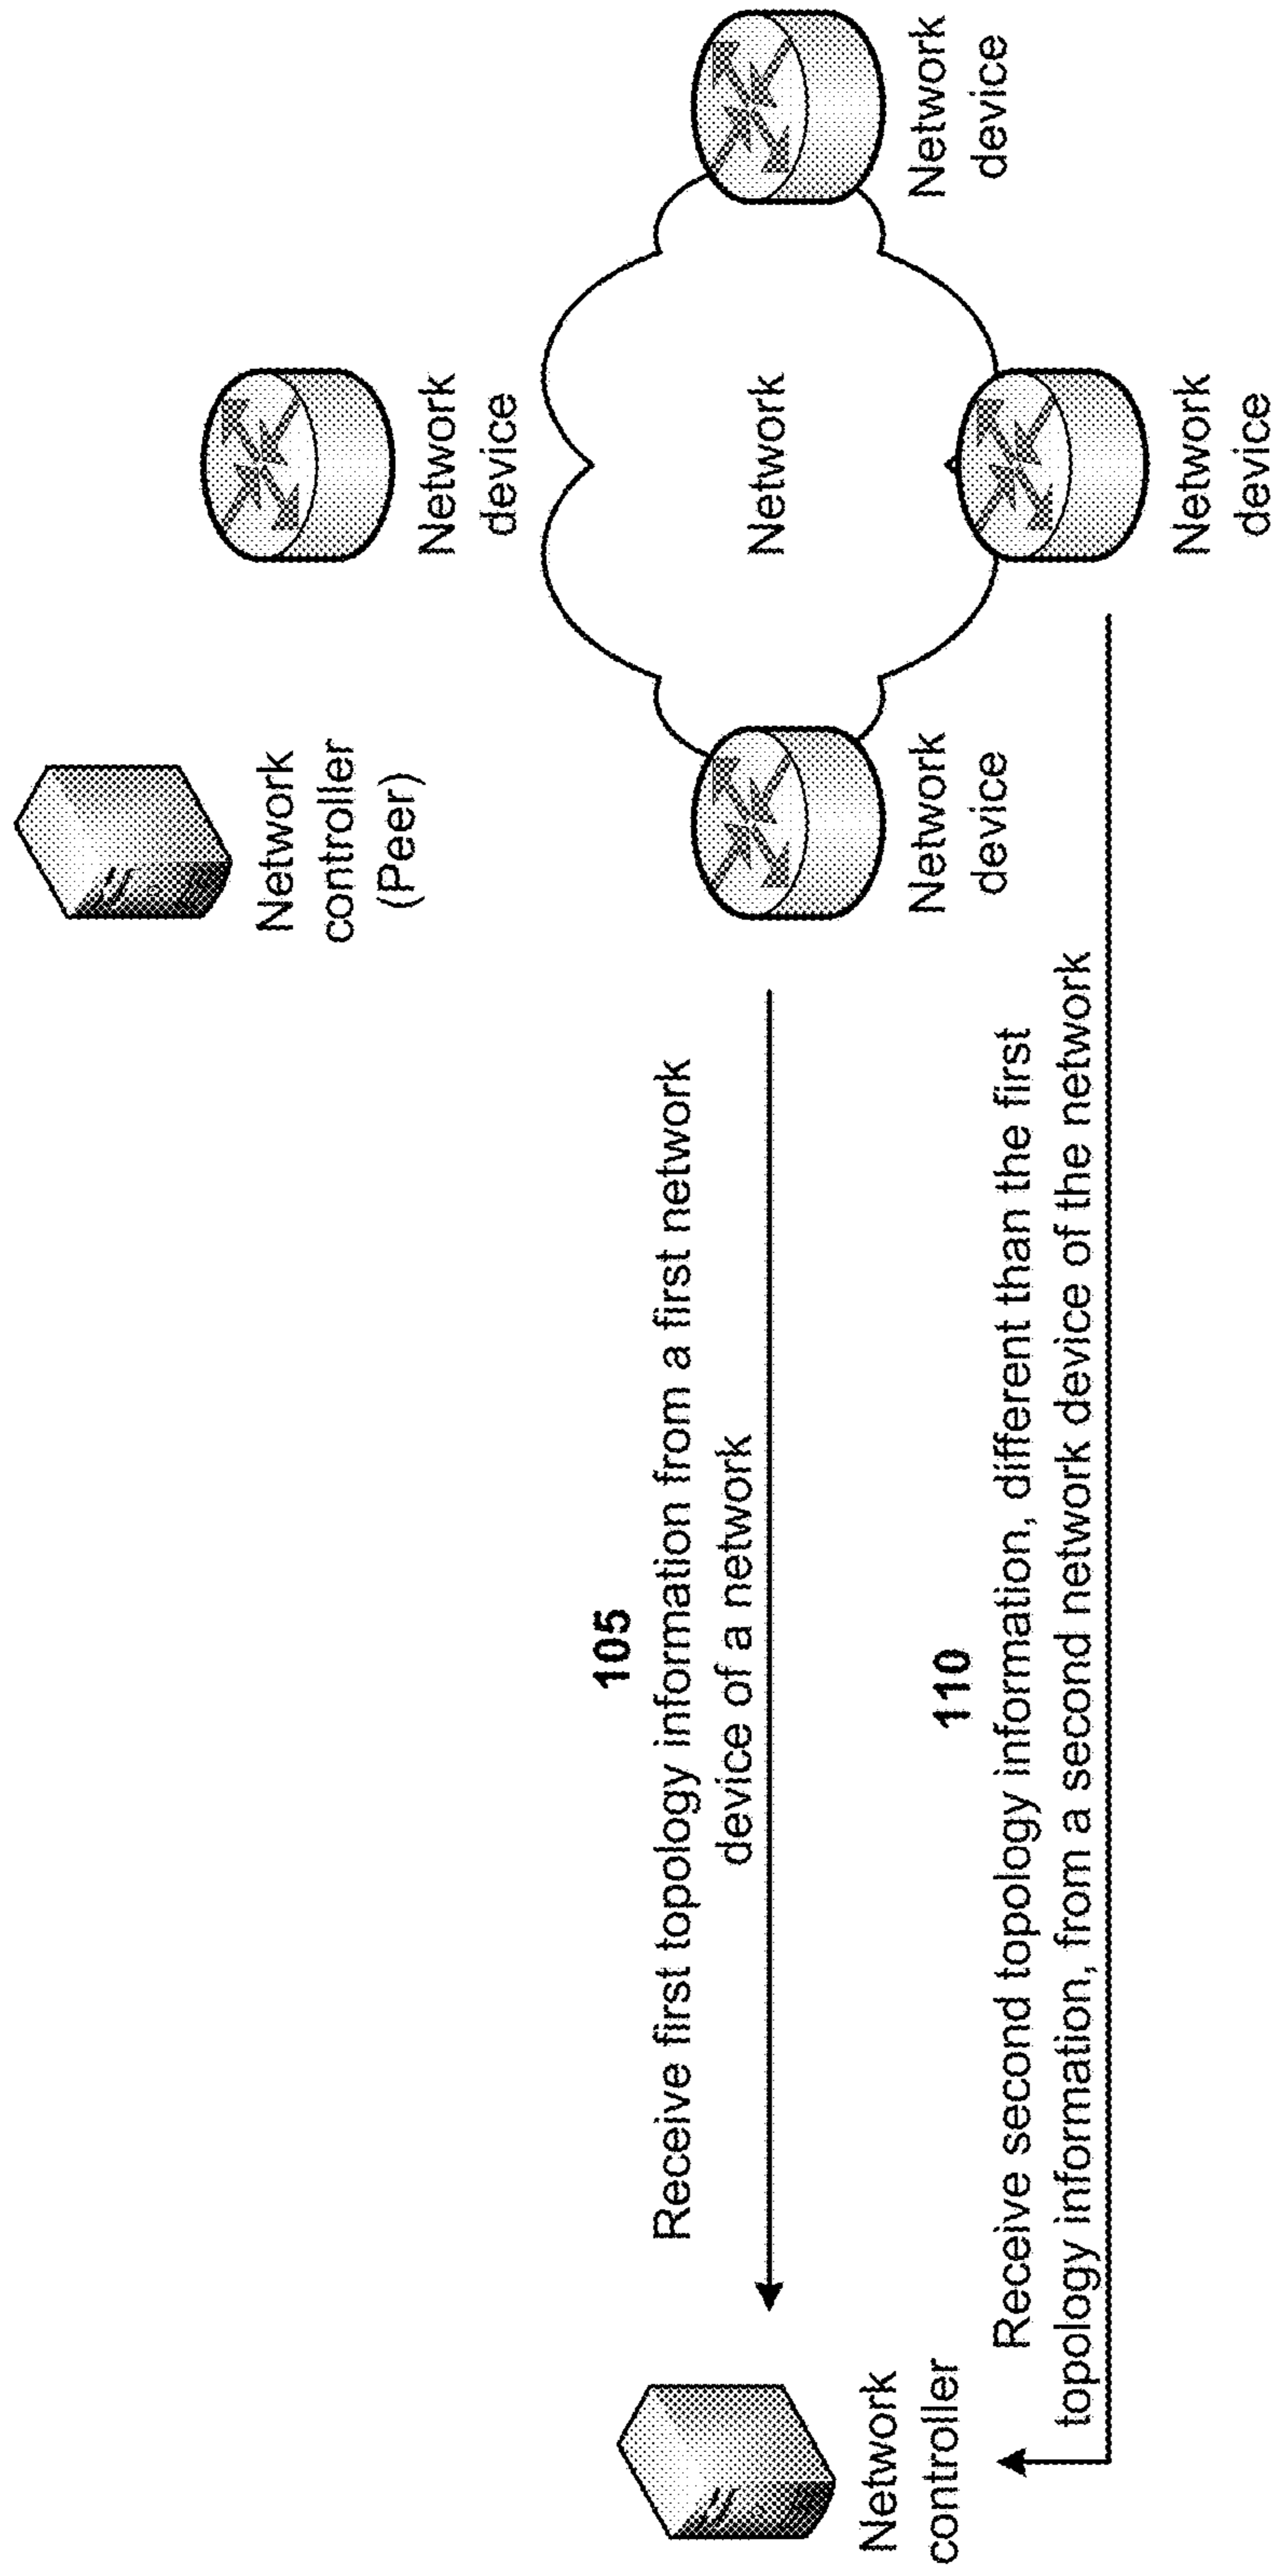 Network
controller
(Peer)
Network
device
105
Receive first topology information from a first network
device of a network
Network
controller
Network
device
Network
Network
device
110
Receive second topology information, different than the first
topology information, from a second network device of the network
Network
device